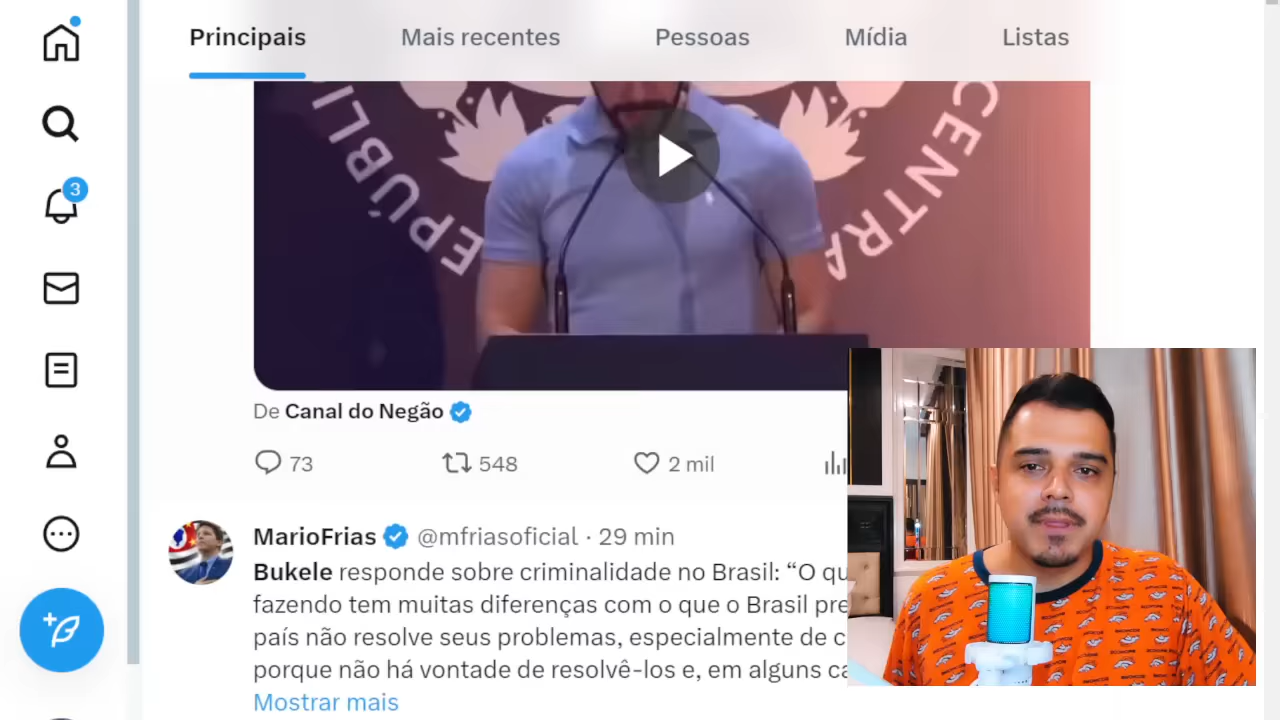 Principais
Mais recentes
Pessoas
Mídia
Listas
3
EPÚBLI
CENTRA
De Canal do Negão
73
548
2 mil
MarioFrias @mfriasoficial · 29 min
Bukele responde sobre criminalidade no Brasil: “O qu
fazendo tem muitas diferenças com o que o Brasil pre
país não resolve seus problemas, especialmente de c
porque não há vontade de resolvê-los e, em alguns ca
Mostrar mais